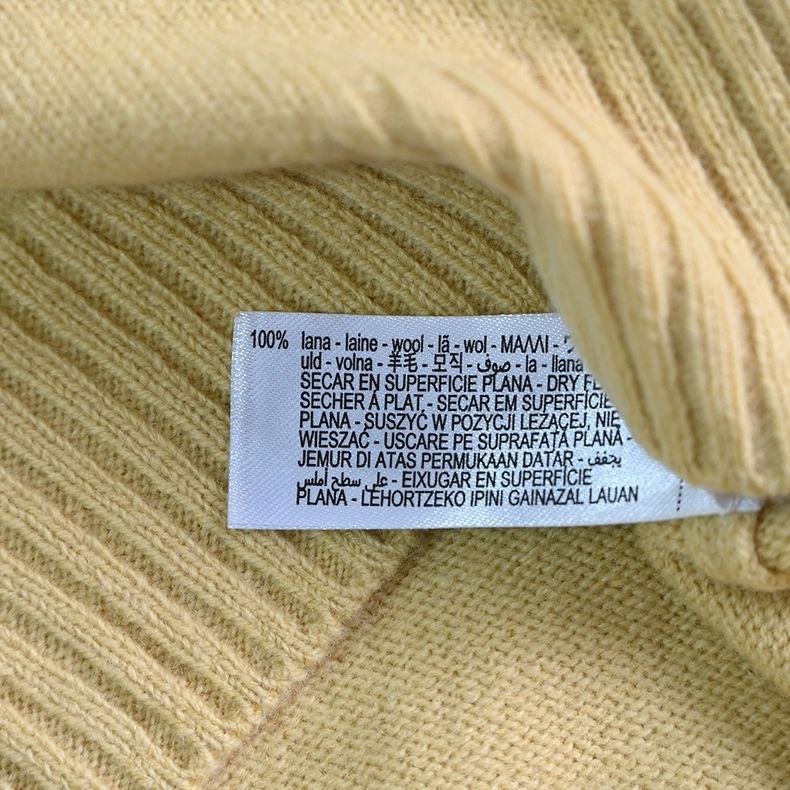 100% lana - laine - wool - lã - wol - ΜΑΛΛΙ -
uld - volna - 羊毛 - 모직 - صوف - la - llana
SECAR EN SUPERFICIE PLANA - DRY
SECHER À PLAT - SECAR EM SUPERFÍCIE
PLANA - SUSZYĆ W POZYCJI LEŻĄCEJ, NIE
WIESZAĆ - USCARE PE SUPRAFAȚĂ PLANĂ -
JEMUR DI ATAS PERMUKAAN DATAR - يجفف
على سطح أملس - EIXUGAR EN SUPERFÍCIE
PLANA - LEHORTZEKO IPINI GAINAZAL LAUAN